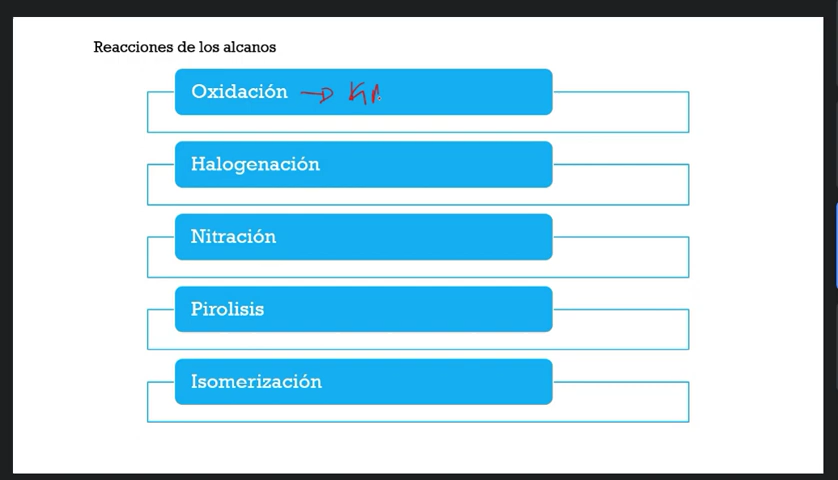 Reacciones de los alcanos
Oxidación →
Halogenación
Nitración
Pirolisis
Isomerización